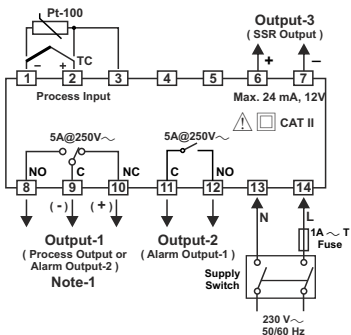 Pt-100
Output-3
( SSR Output )
− + TC
+ −
1 2 3 4 5 6 7
Process Input
Max. 24 mA, 12V
CAT II
5A@250V∼
5A@250V∼
NO C NC C NO
8 9 10 11 12 13 14
( - ) ( + )
N L
Output-1
( Process Output or
Alarm Output-2 )
Note-1
Output-2
( Alarm Output-1 )
1A ∼ T
Fuse
Supply
Switch
230 V∼
50/60 Hz